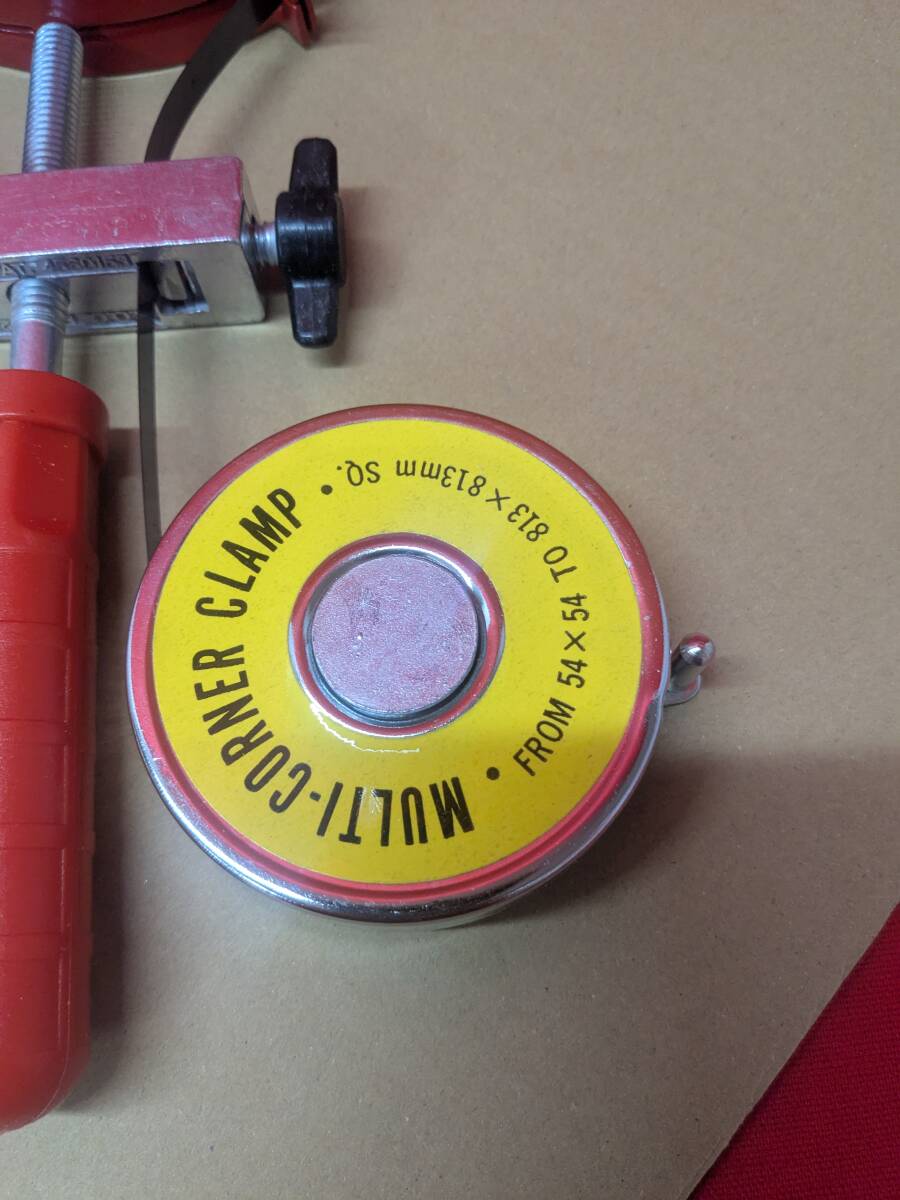 MULTI-CORNER CLAMP •
FROM 54×54 TO 813×813mm SQ. •